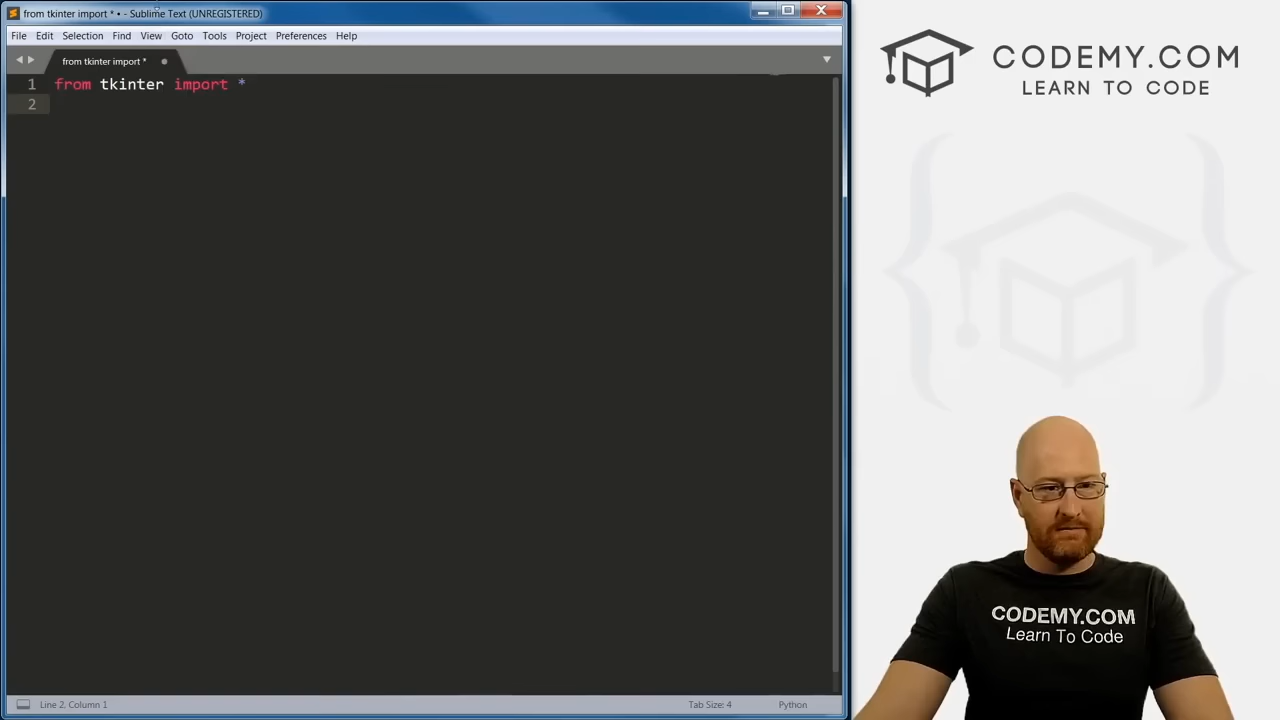 from tkinter import * • - Sublime Text (UNREGISTERED)
File Edit Selection Find View Goto Tools Project Preferences Help
from tkinter import *
1 from tkinter import *
2
Line 2, Column 1 Tab Size: 4 Python
CODEMY.COM
LEARN TO CODE
CODEMY.COM
Learn To Code